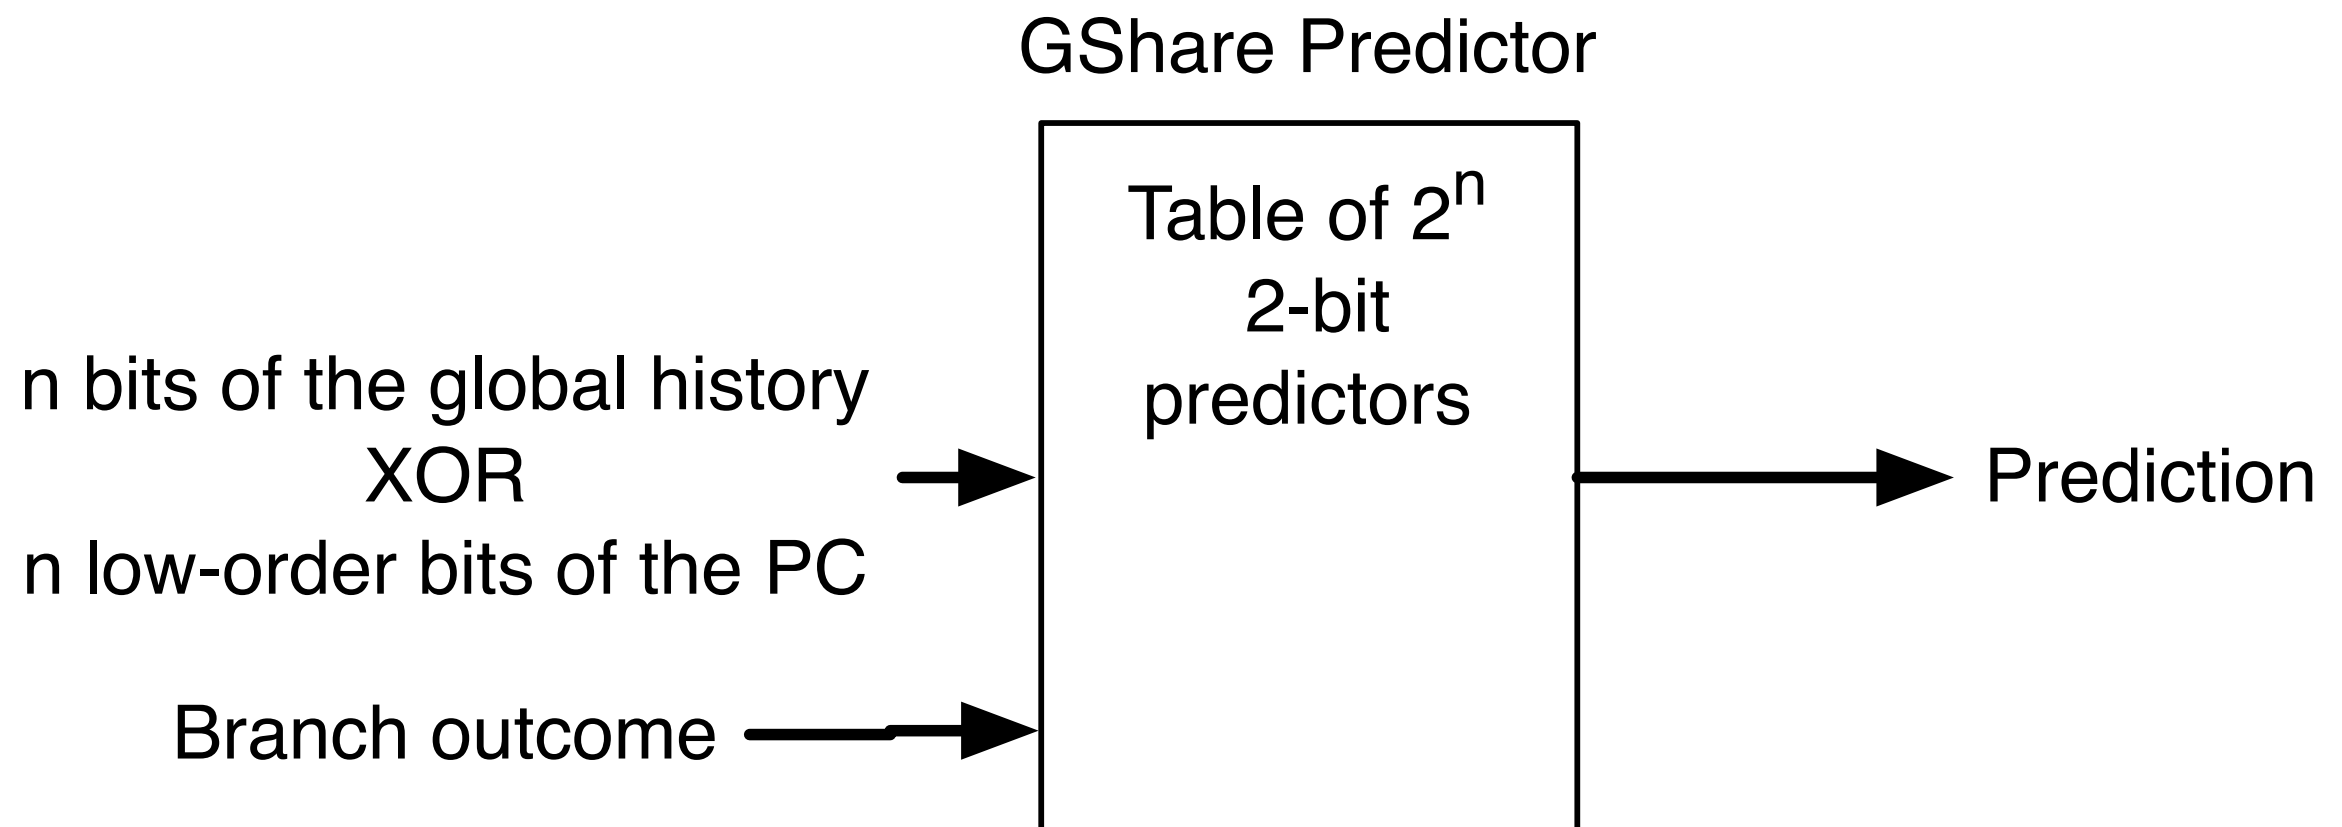 GShare Predictor
Table of 2^n
2-bit
predictors
n bits of the global history
XOR
n low-order bits of the PC
Prediction
Branch outcome